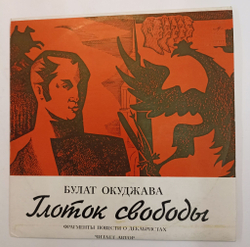 БУЛАТ ОКУДЖАВА
Глоток свободы
ФРАГМЕНТЫ ПОВЕСТИ О ДЕКАБРИСТАХ
ЧИТАЕТ АВТОР